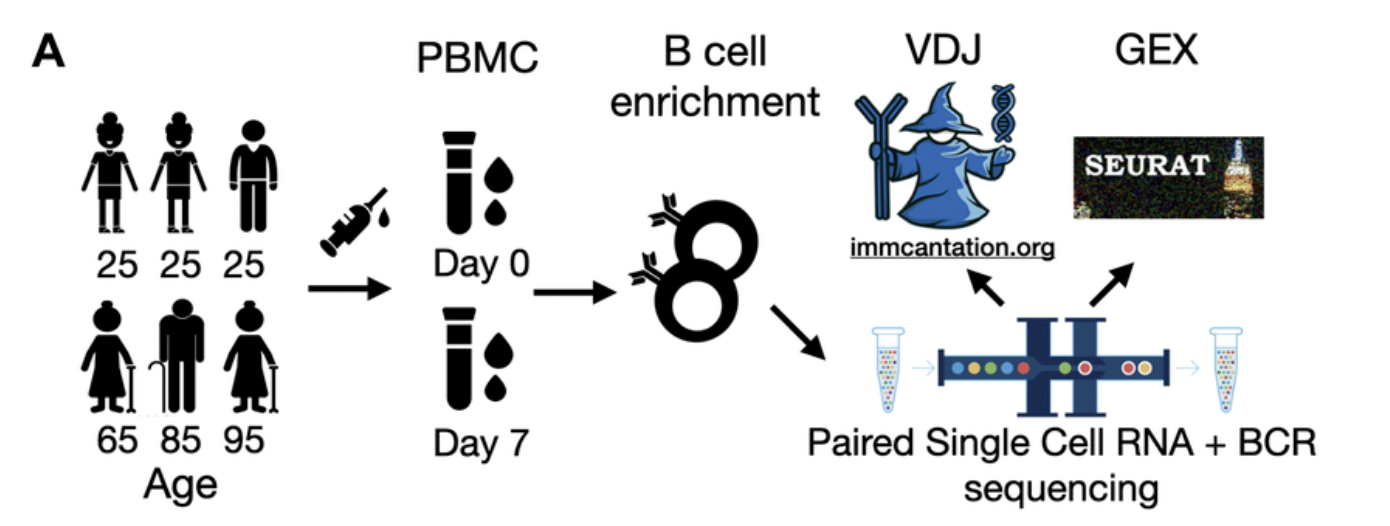 A
PBMC
B cell
enrichment
VDJ
GEX
SEURAT
immcantation.org
25 25 25
Day 0
65 85 95
Age
Day 7
Paired Single Cell RNA + BCR
sequencing